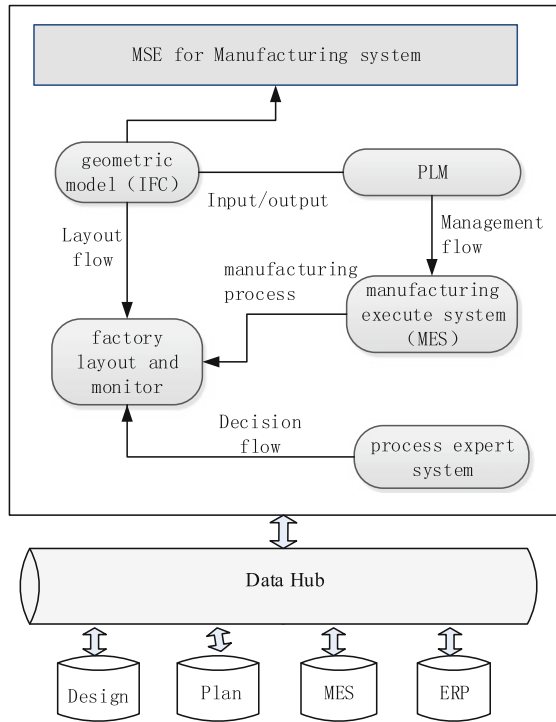 MSE for Manufacturing system
geometric
model（IFC）
PLM
Input/output
Layout
flow
Management
flow
manufacturing
process
manufacturing
execute system
（MES）
factory
layout and
monitor
Decision
flow
process expert
system
Data Hub
Design
Plan
MES
ERP